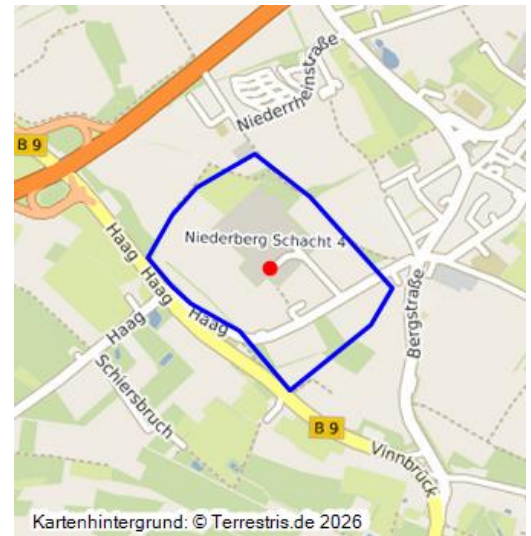 Niederrheinstraße
B 9
Haag
Haag
Niederberg Schacht 4
Haag
Haag
Bergstraße
Schiersbruch
B 9
Vinnbrück
Kartenhintergrund: © Terrestris.de 2026